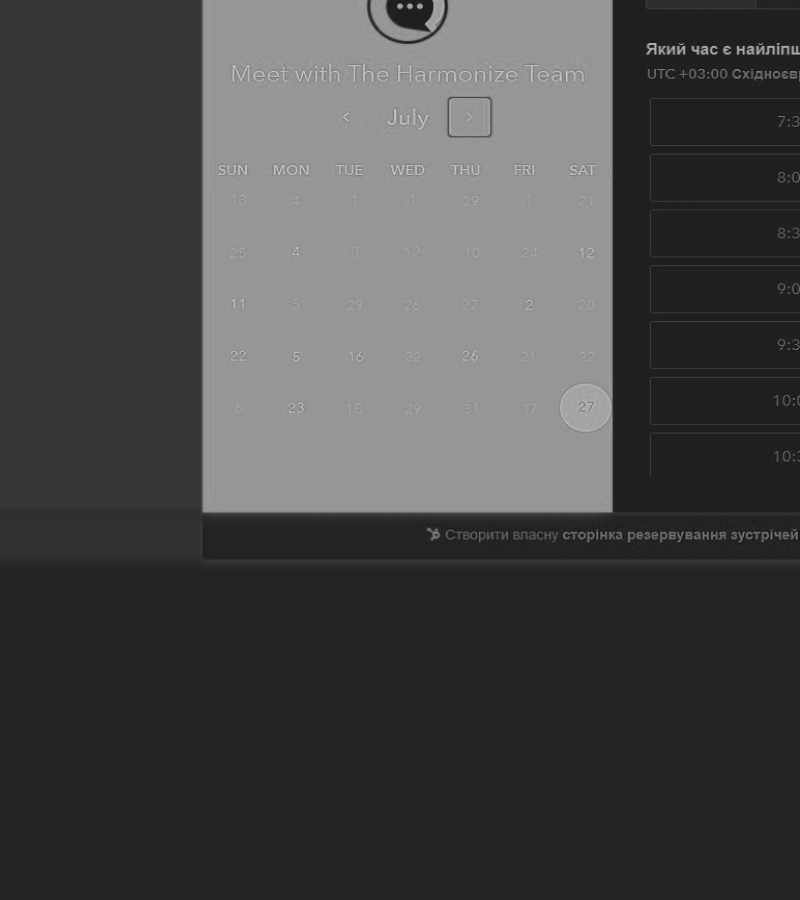 Meet with The Harmonize Team
< July >
SUN MON TUE WED THU FRI SAT
13 4 29 21
25 4 8 12 10 24 12
11 5 29 26 27 2 20
22 5 16 22 26 21 22
6 23 18 29 31 17 27
Який час є найліпш
UTC +03:00 Східноєвр
7:3
8:0
8:3
9:0
9:3
10:0
10:3
Створити власну сторінка резервування зустрічей